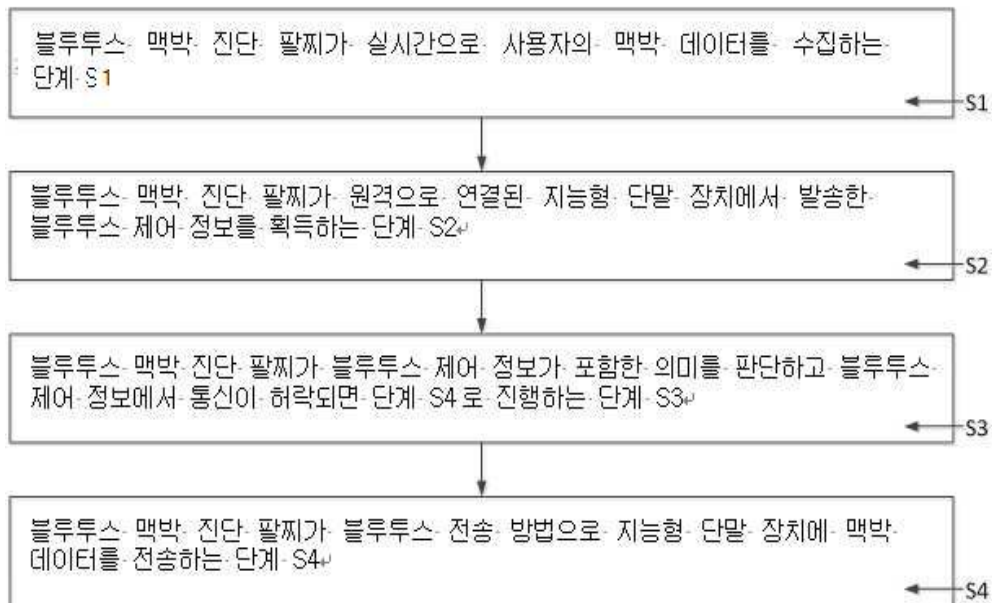 블루투스 맥박 진단 팔찌가 실시간으로 사용자의 맥박 데이터를 수집하는
단계 S1
S1
블루투스 맥박 진단 팔찌가 원격으로 연결된 지능형 단말 장치에서 발송한
블루투스 제어 정보를 획득하는 단계 S2↵
S2
블루투스 맥박 진단 팔찌가 블루투스 제어 정보가 포함한 의미를 판단하고 블루투스
제어 정보에서 통신이 허락되면 단계 S4 로 진행하는 단계 S3↵
S3
블루투스 맥박 진단 팔찌가 블루투스 전송 방법으로 지능형 단말 장치에 맥박
데이터를 전송하는 단계 S4↵
S4